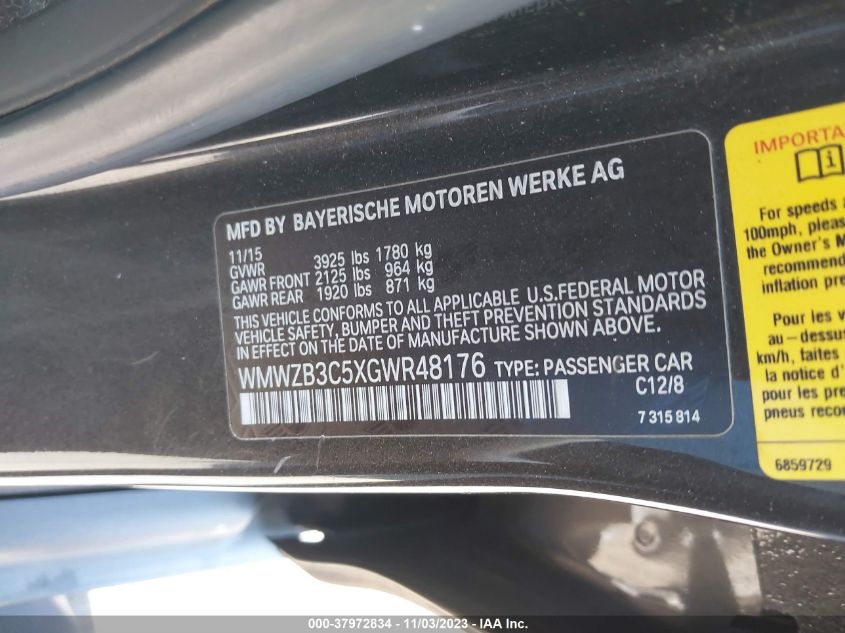 MFD BY BAYERISCHE MOTOREN WERKE AG
11/15
GVWR 3925 lbs 1780 kg
GAWR FRONT 2125 lbs 964 kg
GAWR REAR 1920 lbs 871 kg
THIS VEHICLE CONFORMS TO ALL APPLICABLE U.S.FEDERAL MOTOR
VEHICLE SAFETY, BUMPER AND THEFT PREVENTION STANDARDS
IN EFFECT ON THE DATE OF MANUFACTURE SHOWN ABOVE.
WMWZB3C5XGWR48176 TYPE: PASSENGER CAR
C12/8
7315814
IMPORTA
i
For speeds a
100mph, pleas
the Owner's M
recommend
inflation pre
Pour les v
au-dessus
km/h, faites
la notice d'
pour les pre
pneus reco
6859729
000-37972834 - 11/03/2023 - IAA Inc.